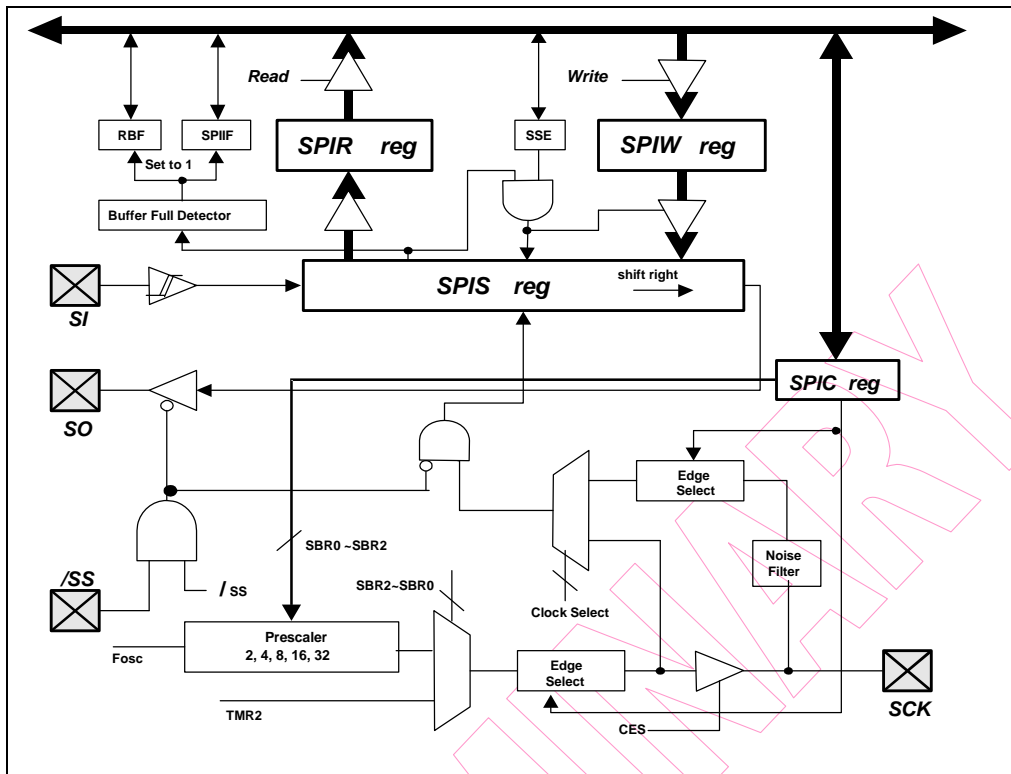 Read
Write
RBF
SPIIF
SPIR reg
SSE
SPIW reg
Set to 1
Buffer Full Detector
SPIS reg
shift right
SI
SO
SPIC reg
Edge
Select
Noise
Filter
SBR0 ~SBR2
/SS
/ SS
SBR2~SBR0
Clock Select
Prescaler
2, 4, 8, 16, 32
Fosc
Edge
Select
TMR2
CES
SCK